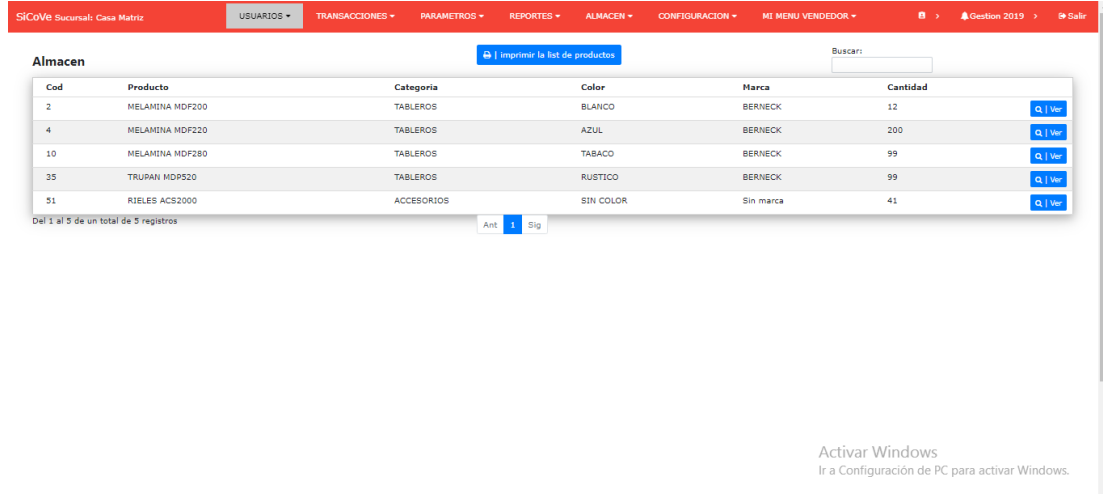 SiCoVe Sucursal: Casa Matriz USUARIOS TRANSACCIONES PARAMETROS REPORTES ALMACEN CONFIGURACION MI MENU VENDEDOR Gestion 2019 Salir
Almacen | imprimir la list de productos Buscar:
Cod Producto Categoria Color Marca Cantidad
2 MELAMINA MDF200 TABLEROS BLANCO BERNECK 12 | Ver
4 MELAMINA MDF220 TABLEROS AZUL BERNECK 200 | Ver
10 MELAMINA MDF280 TABLEROS TABACO BERNECK 99 | Ver
35 TRUPAN MDP520 TABLEROS RUSTICO BERNECK 99 | Ver
51 RIELES ACS2000 ACCESORIOS SIN COLOR Sin marca 41 | Ver
Del 1 al 5 de un total de 5 registros Ant 1 Sig
Activar Windows
Ir a Configuración de PC para activar Windows.